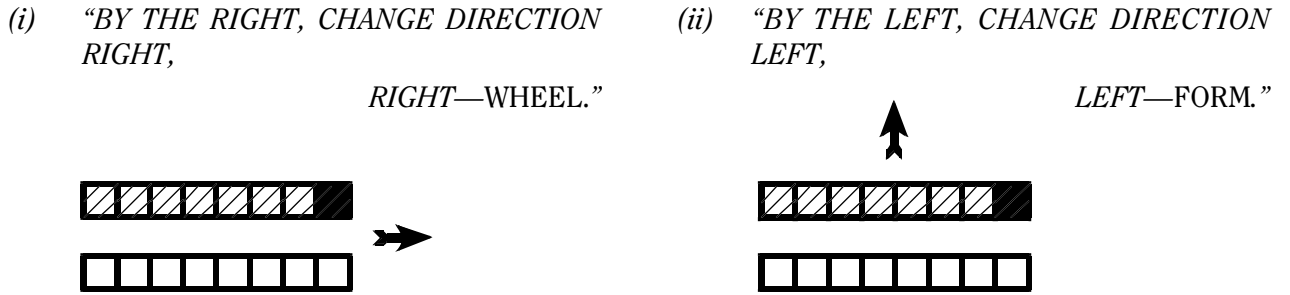 (i) “BY THE RIGHT, CHANGE DIRECTION
RIGHT,
RIGHT—WHEEL.”
(ii) “BY THE LEFT, CHANGE DIRECTION
LEFT,
LEFT—FORM.”